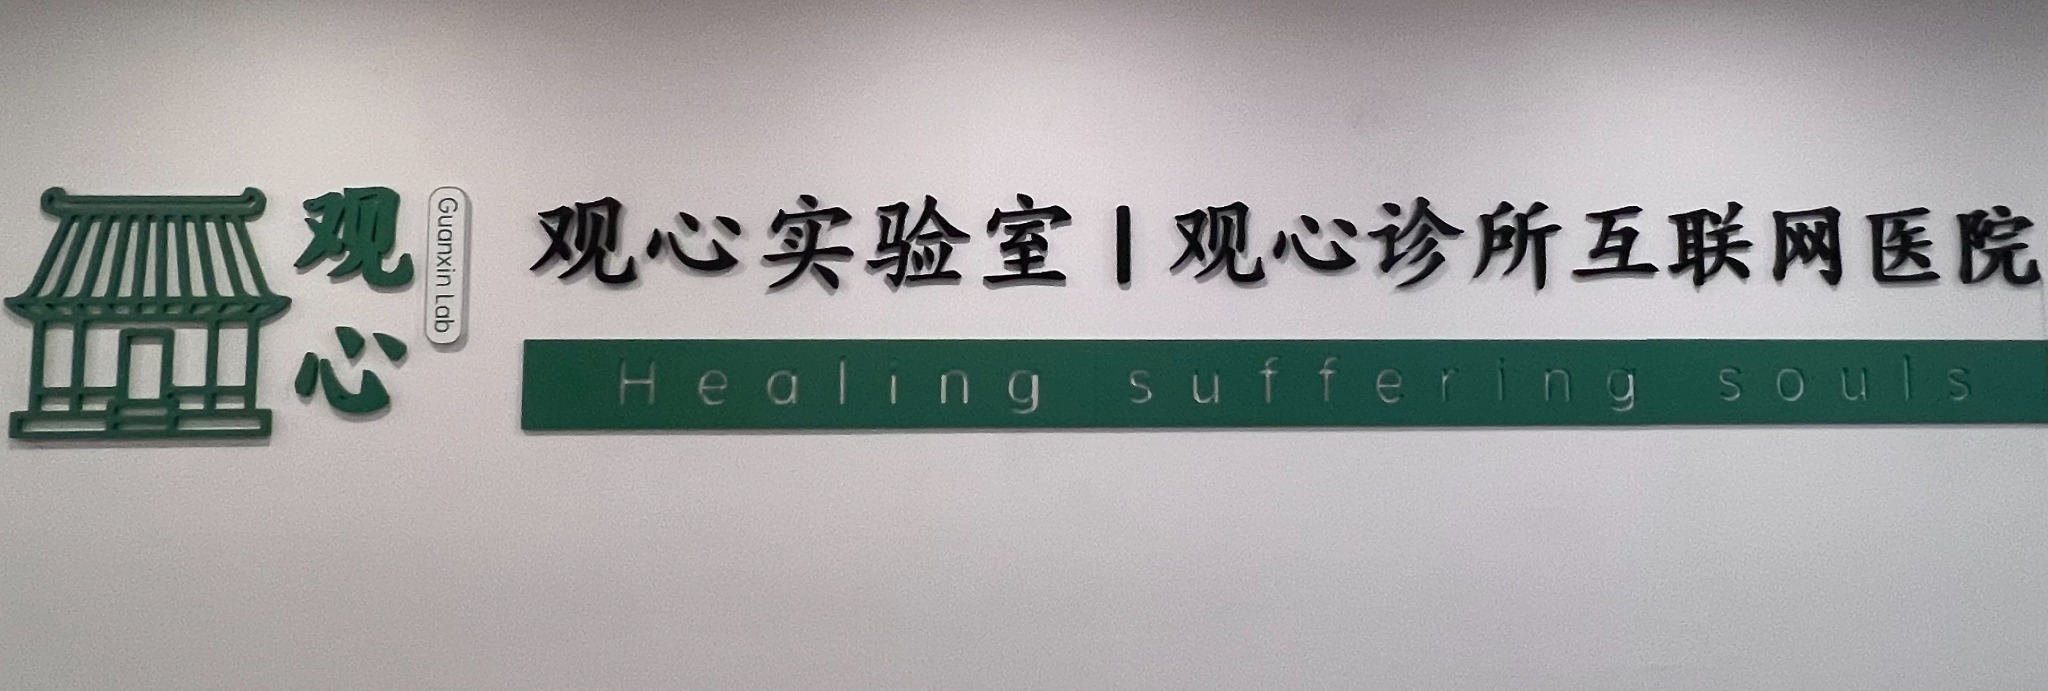 观心
Guanxin Lab
观心实验室 | 观心诊所互联网医院
Healing suffering souls